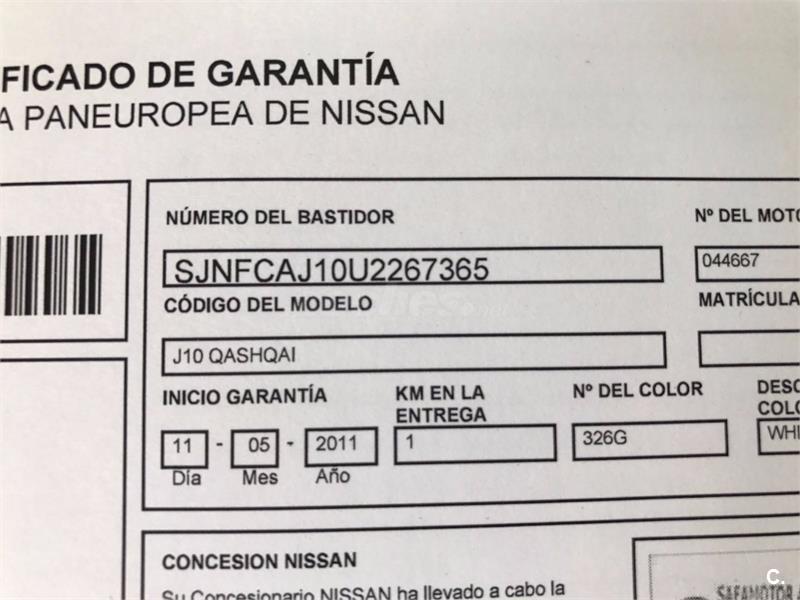 FICADO DE GARANTÍA
A PANEUROPEA DE NISSAN
NÚMERO DEL BASTIDOR
Nº DEL MOTO
SJNFCAJ10U2267365
044667
CÓDIGO DEL MODELO
MATRÍCULA
J10 QASHQAI
INICIO GARANTÍA
KM EN LA
ENTREGA
Nº DEL COLOR
DESC
COLO
11 - 05 - 2011
1
326G
WHI
Día Mes Año
CONCESION NISSAN
Su Concesionario NISSAN ha llevado a cabo la
SAFAMOTOR
C.